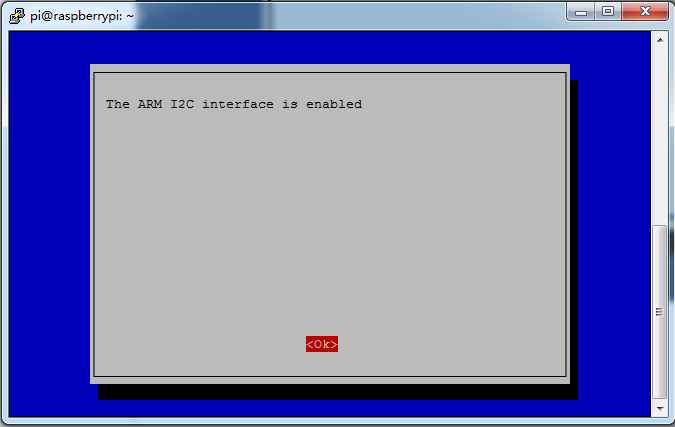 pi@raspberrypi: ~
The ARM I2C interface is enabled
<Ok>